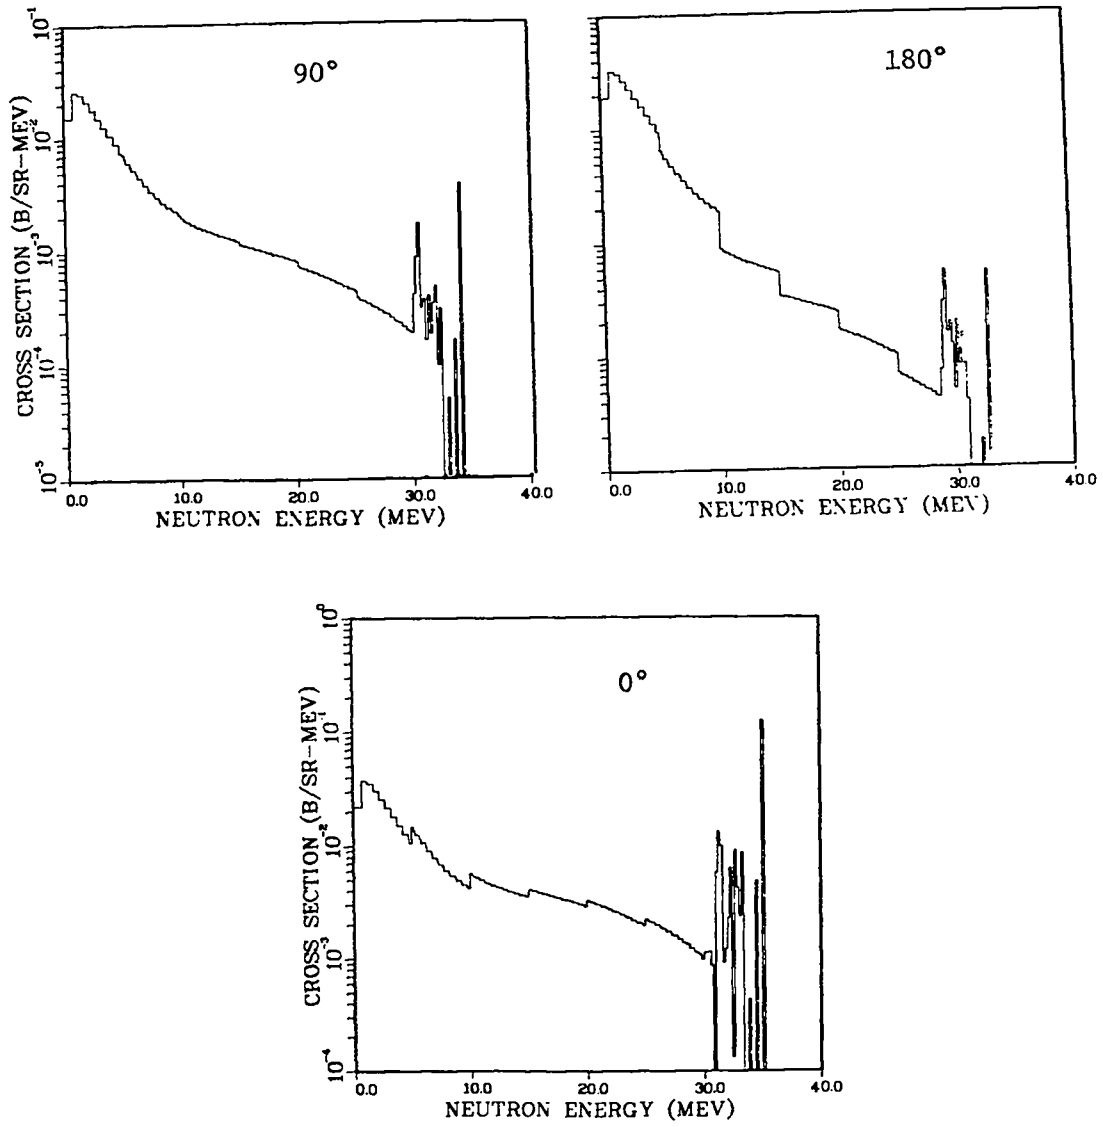 90°
CROSS SECTION (B/SR-MEV)
10⁻¹
10⁻²
10⁻³
10⁻⁴
10⁻⁵
0.0 10.0 20.0 30.0 40.0
NEUTRON ENERGY (MEV)
180°
0.0 10.0 20.0 30.0 40.0
NEUTRON ENERGY (MEV)
0°
CROSS SECTION (B/SR-MEV)
10⁰
10⁻¹
10⁻²
10⁻³
10⁻⁴
0.0 10.0 20.0 30.0 40.0
NEUTRON ENERGY (MEV)